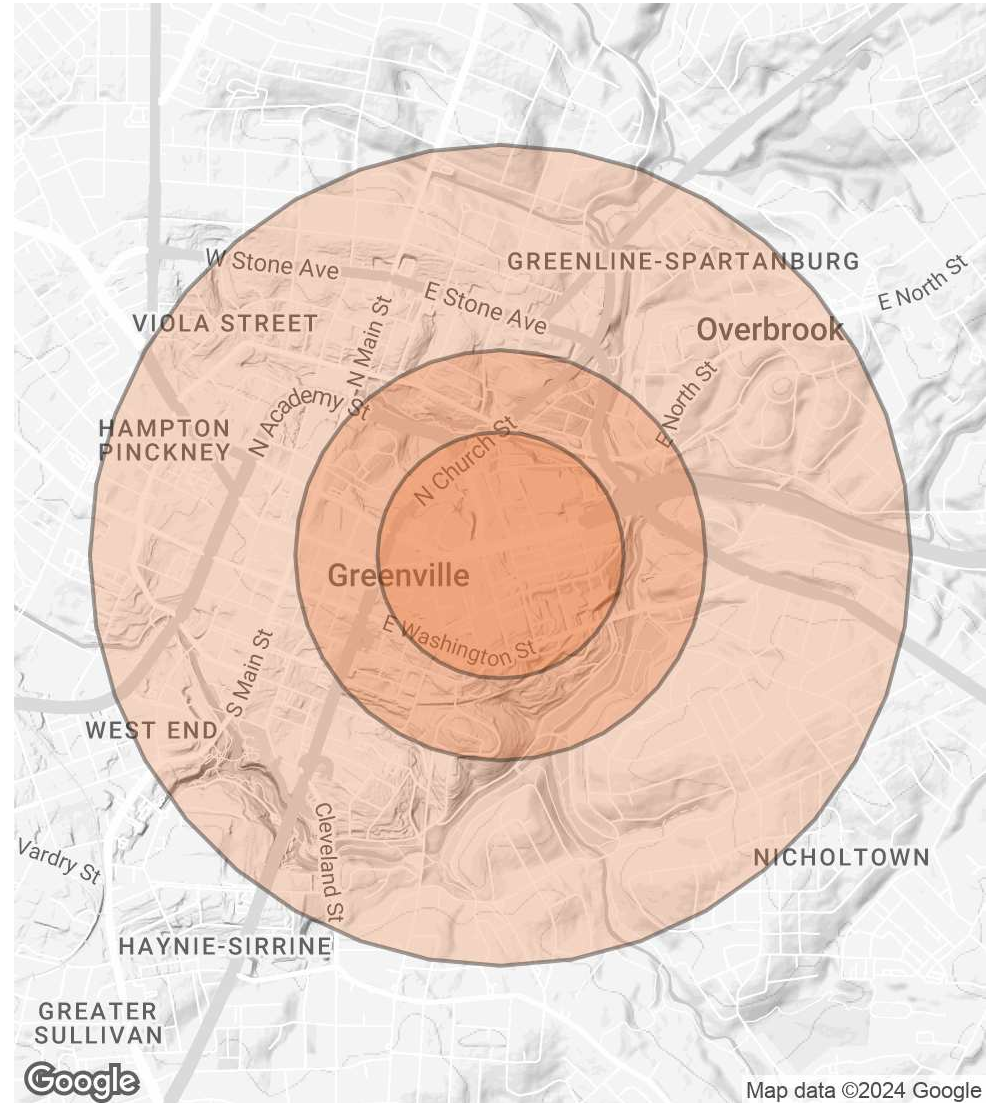 W Stone Ave
GREENLINE-SPARTANBURG
E North St
E Stone Ave
VIOLA STREET
N Main St
Overbrook
N Academy St
E North St
HAMPTON
PINCKNEY
N Church St
Greenville
E Washington St
S Main St
WEST END
Cleveland St
Vardry St
NICHOLTOWN
HAYNIE-SIRRINE
GREATER
SULLIVAN
Google
Map data ©2024 Google